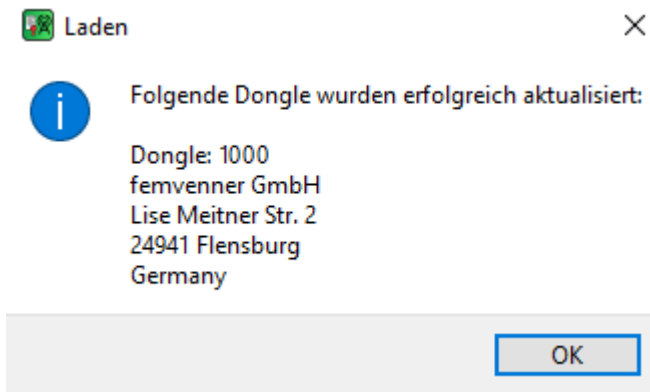 Laden
Folgende Dongle wurden erfolgreich aktualisiert:
Dongle: 1000
femvenner GmbH
Lise Meitner Str. 2
24941 Flensburg
Germany
OK